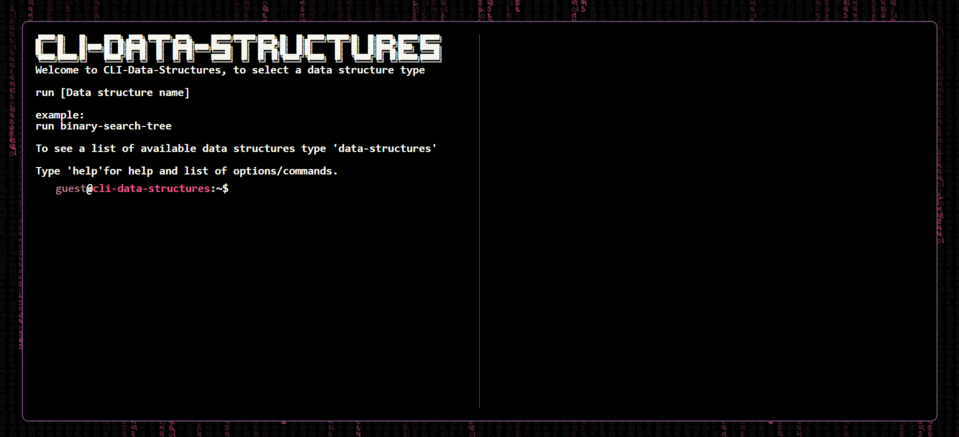 CLI-DATA-STRUCTURES
Welcome to CLI-Data-Structures, to select a data structure type
run [Data structure name]
example:
run binary-search-tree
To see a list of available data structures type 'data-structures'
Type 'help'for help and list of options/commands.
guest@cli-data-structures:~$